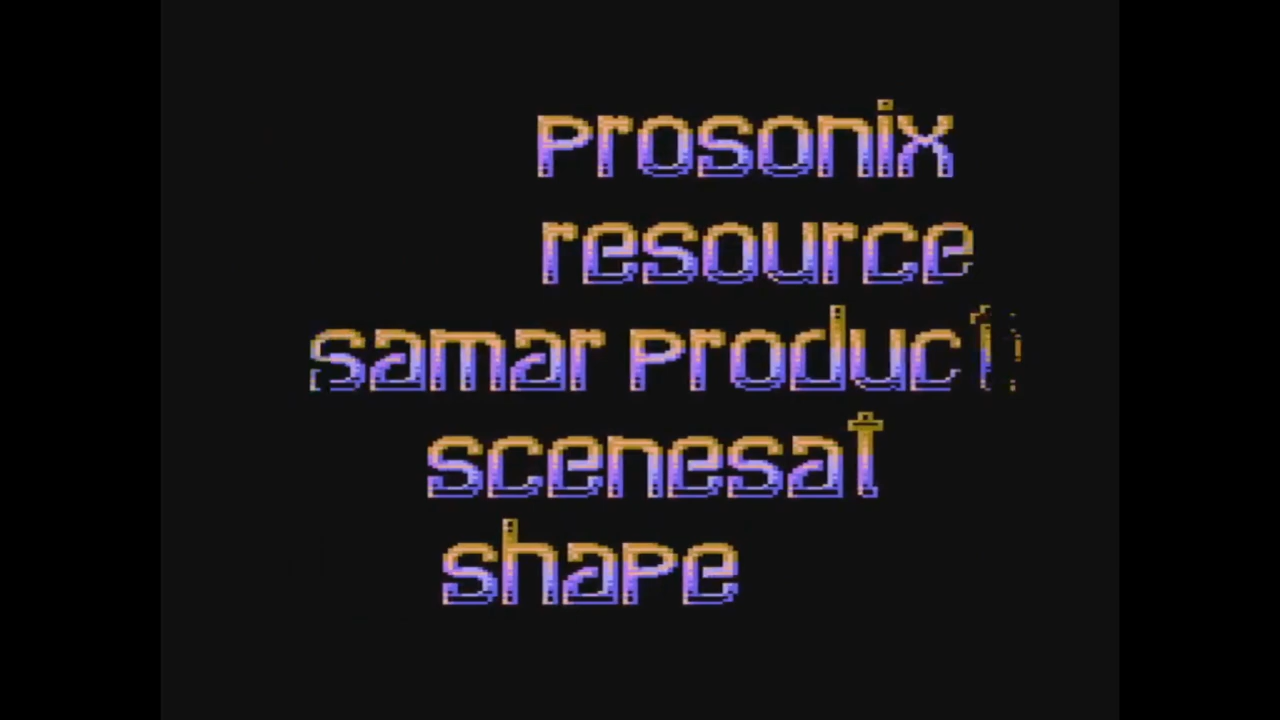 prosonix
resource
samar product
scenesat
shape